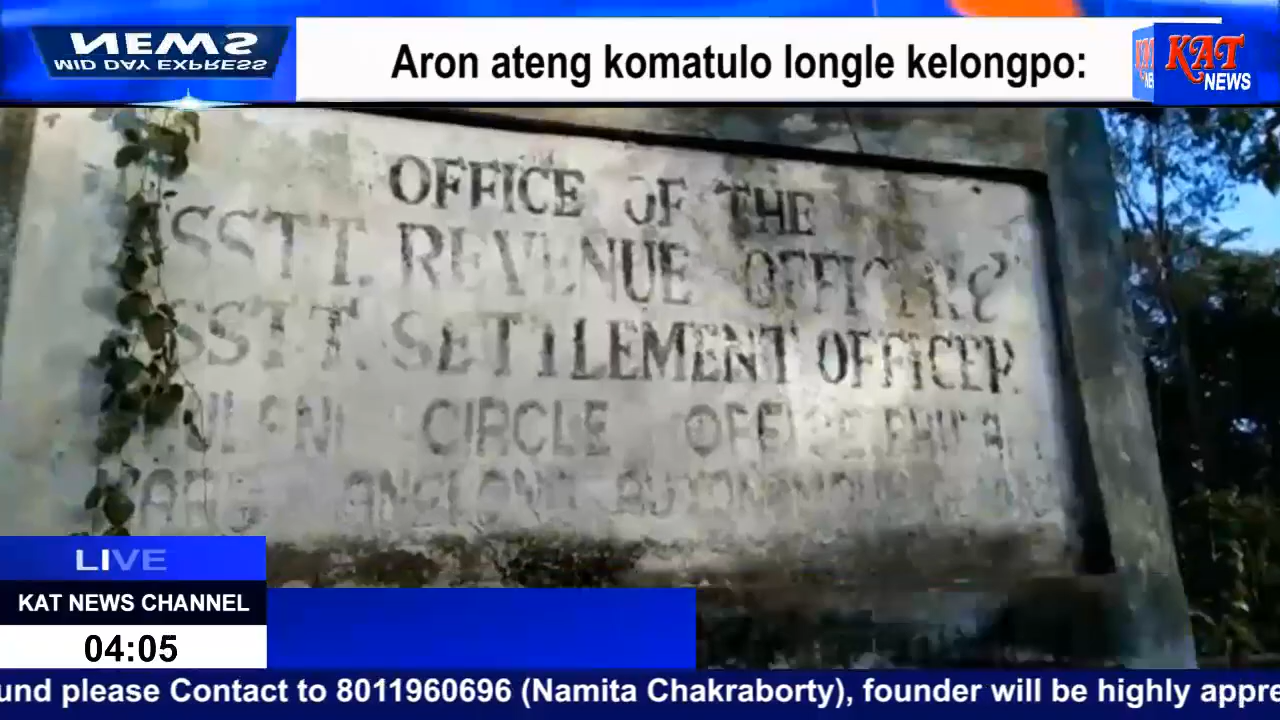 NEWS
MID DAY EXPRESS
Aron ateng komatulo longle kelongpo:
KAT
NEWS
OFFICE OF THE
ASSTT. REVENUE
ASSTT. SETTLEMENT OFFICER
CIRCLE OFFICE
LIVE
KAT NEWS CHANNEL
04:05
und please Contact to 8011960696 (Namita Chakraborty), founder will be highly appre